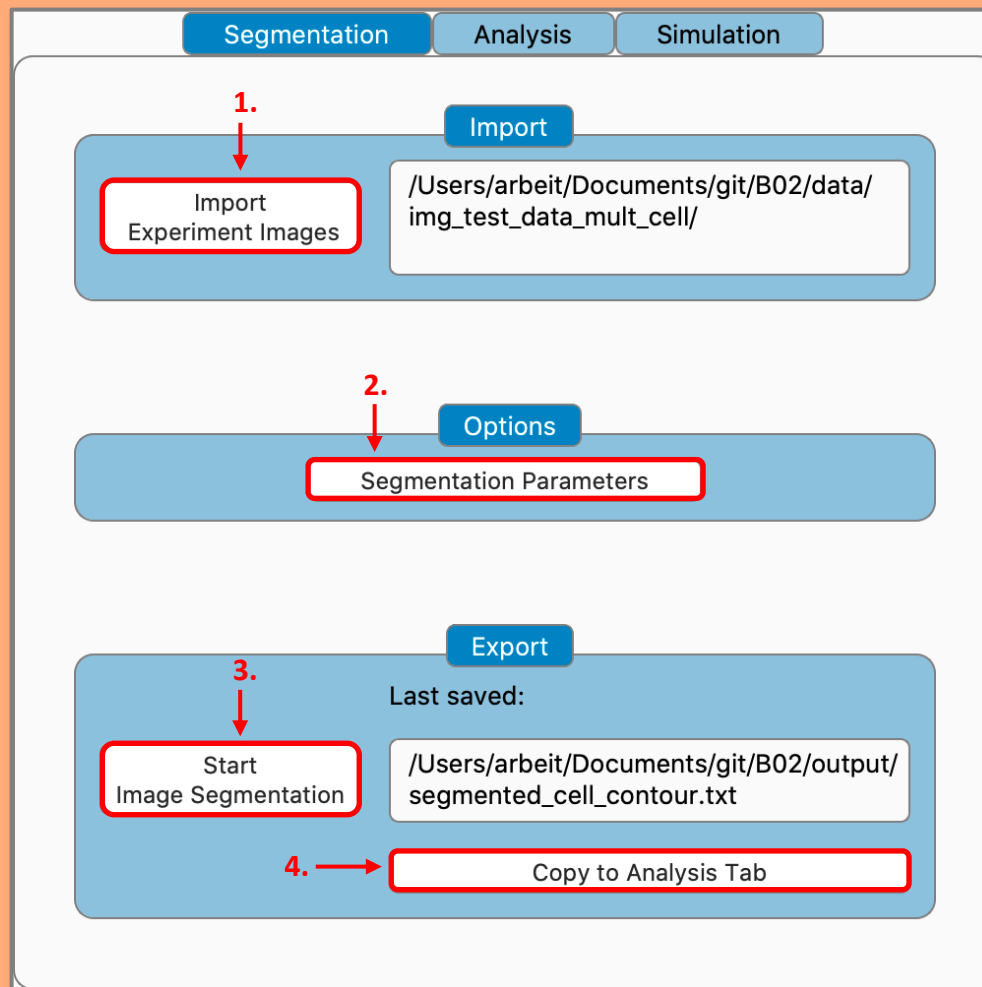 Segmentation
Analysis
Simulation
1.
Import
Import
Experiment Images
/Users/arbeit/Documents/git/B02/data/
img_test_data_mult_cell/
2.
Options
Segmentation Parameters
Export
3.
Last saved:
Start
Image Segmentation
/Users/arbeit/Documents/git/B02/output/
segmented_cell_contour.txt
4.
Copy to Analysis Tab